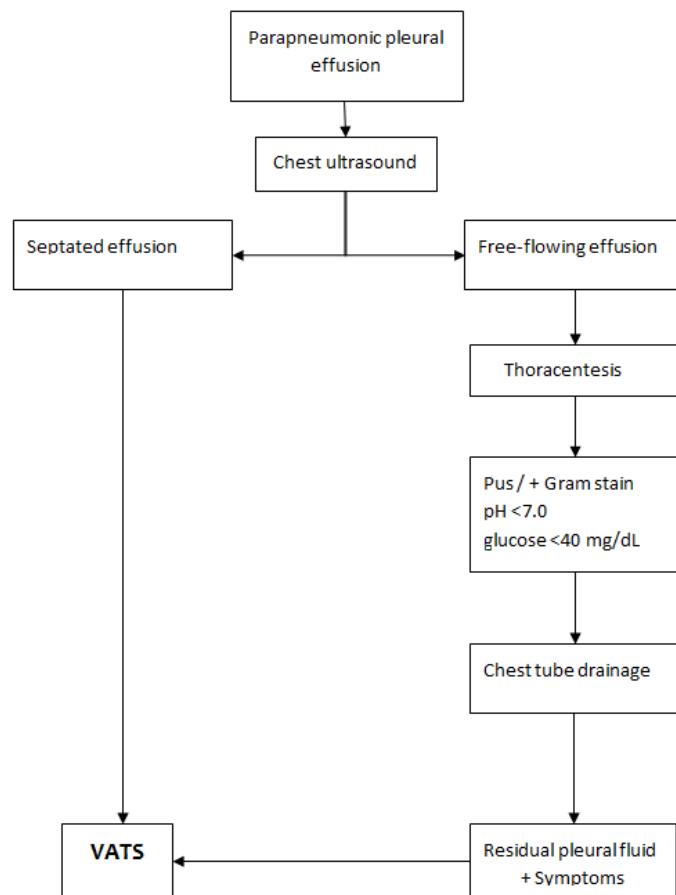 Parapneumonic pleural
effusion
Chest ultrasound
Septated effusion
Free-flowing effusion
Thoracentesis
Pus / + Gram stain
pH <7.0
glucose <40 mg/dL
Chest tube drainage
VATS
Residual pleural fluid
+ Symptoms